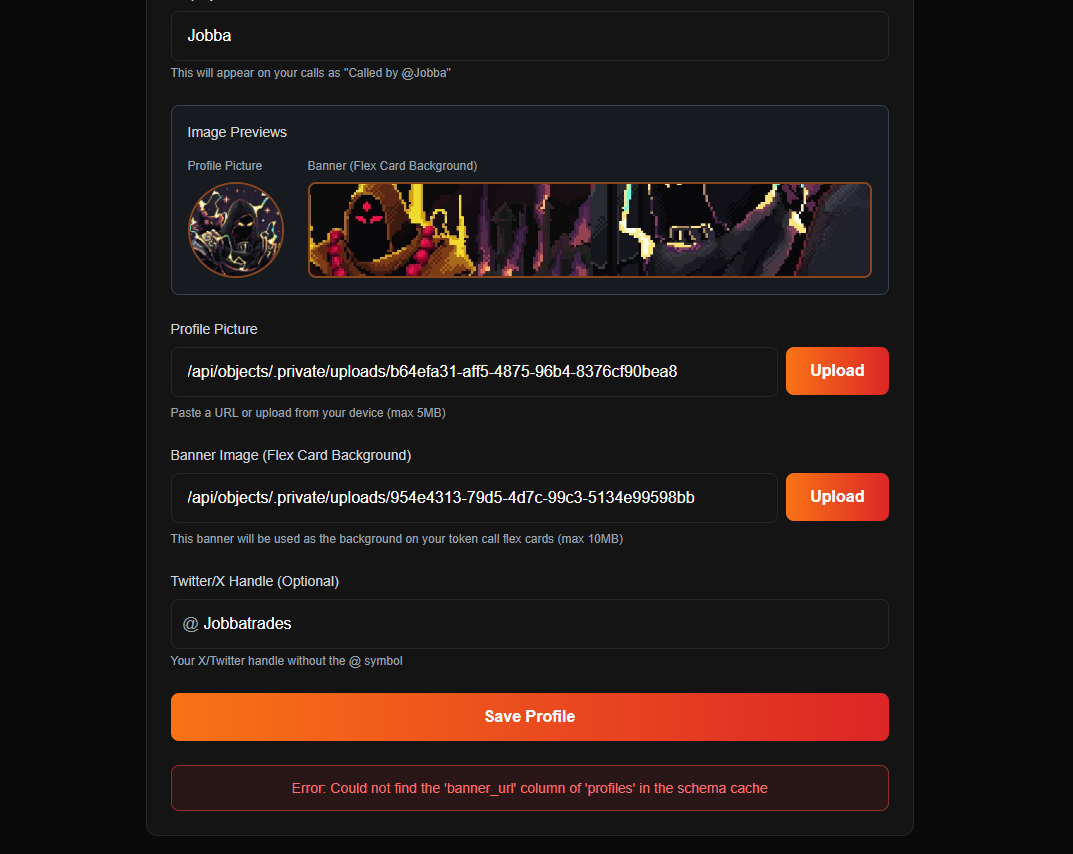 Jobba
This will appear on your calls as "Called by @Jobba"
Image Previews
Profile Picture
Banner (Flex Card Background)
Profile Picture
/api/objects/.private/uploads/b64efa31-aff5-4875-96b4-8376cf90bea8
Upload
Paste a URL or upload from your device (max 5MB)
Banner Image (Flex Card Background)
/api/objects/.private/uploads/954e4313-79d5-4d7c-99c3-5134e99598bb
Upload
This banner will be used as the background on your token call flex cards (max 10MB)
Twitter/X Handle (Optional)
@ Jobbatrades
Your X/Twitter handle without the @ symbol
Save Profile
Error: Could not find the 'banner_url' column of 'profiles' in the schema cache